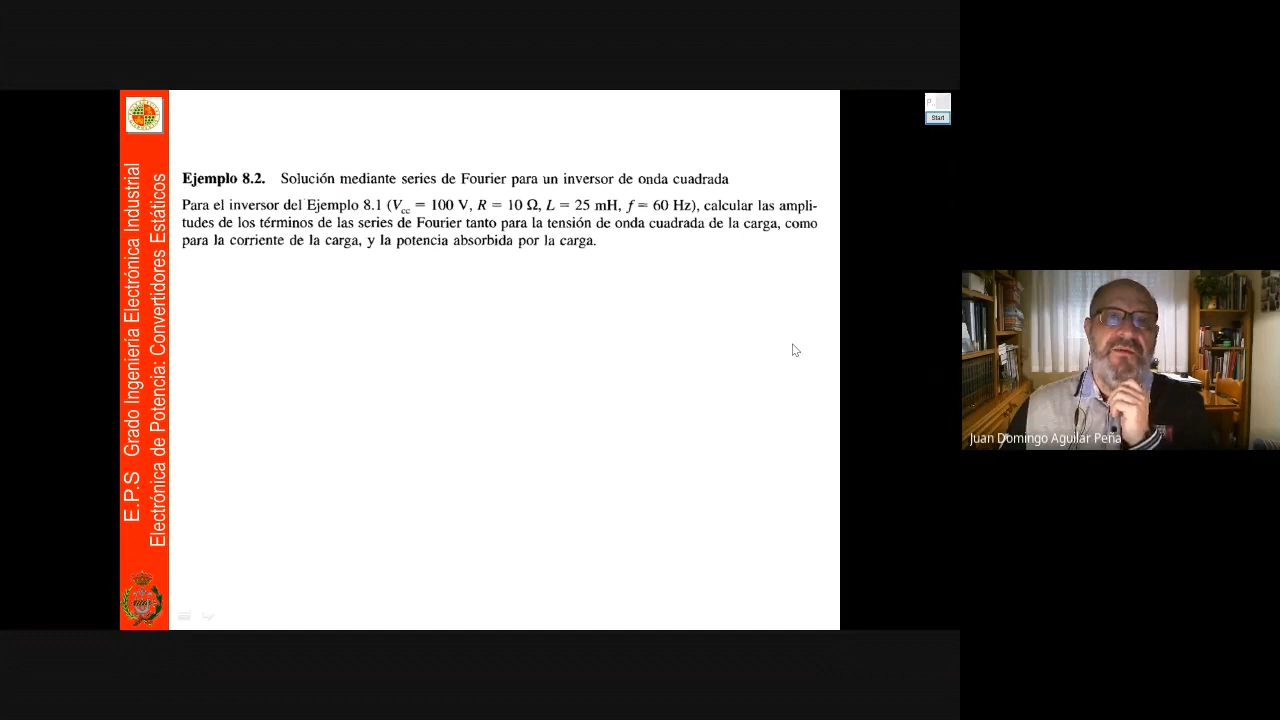 E.P.S Grado Ingeniería Electrónica Industrial
Electrónica de Potencia: Convertidores Estáticos
Ejemplo 8.2. Solución mediante series de Fourier para un inversor de onda cuadrada
Para el inversor del Ejemplo 8.1 (Vcc = 100 V, R = 10 Ω, L = 25 mH, f = 60 Hz), calcular las ampli-
tudes de los términos de las series de Fourier tanto para la tensión de onda cuadrada de la carga, como
para la corriente de la carga, y la potencia absorbida por la carga.
P..
Start
Juan Domingo Aguilar Peña